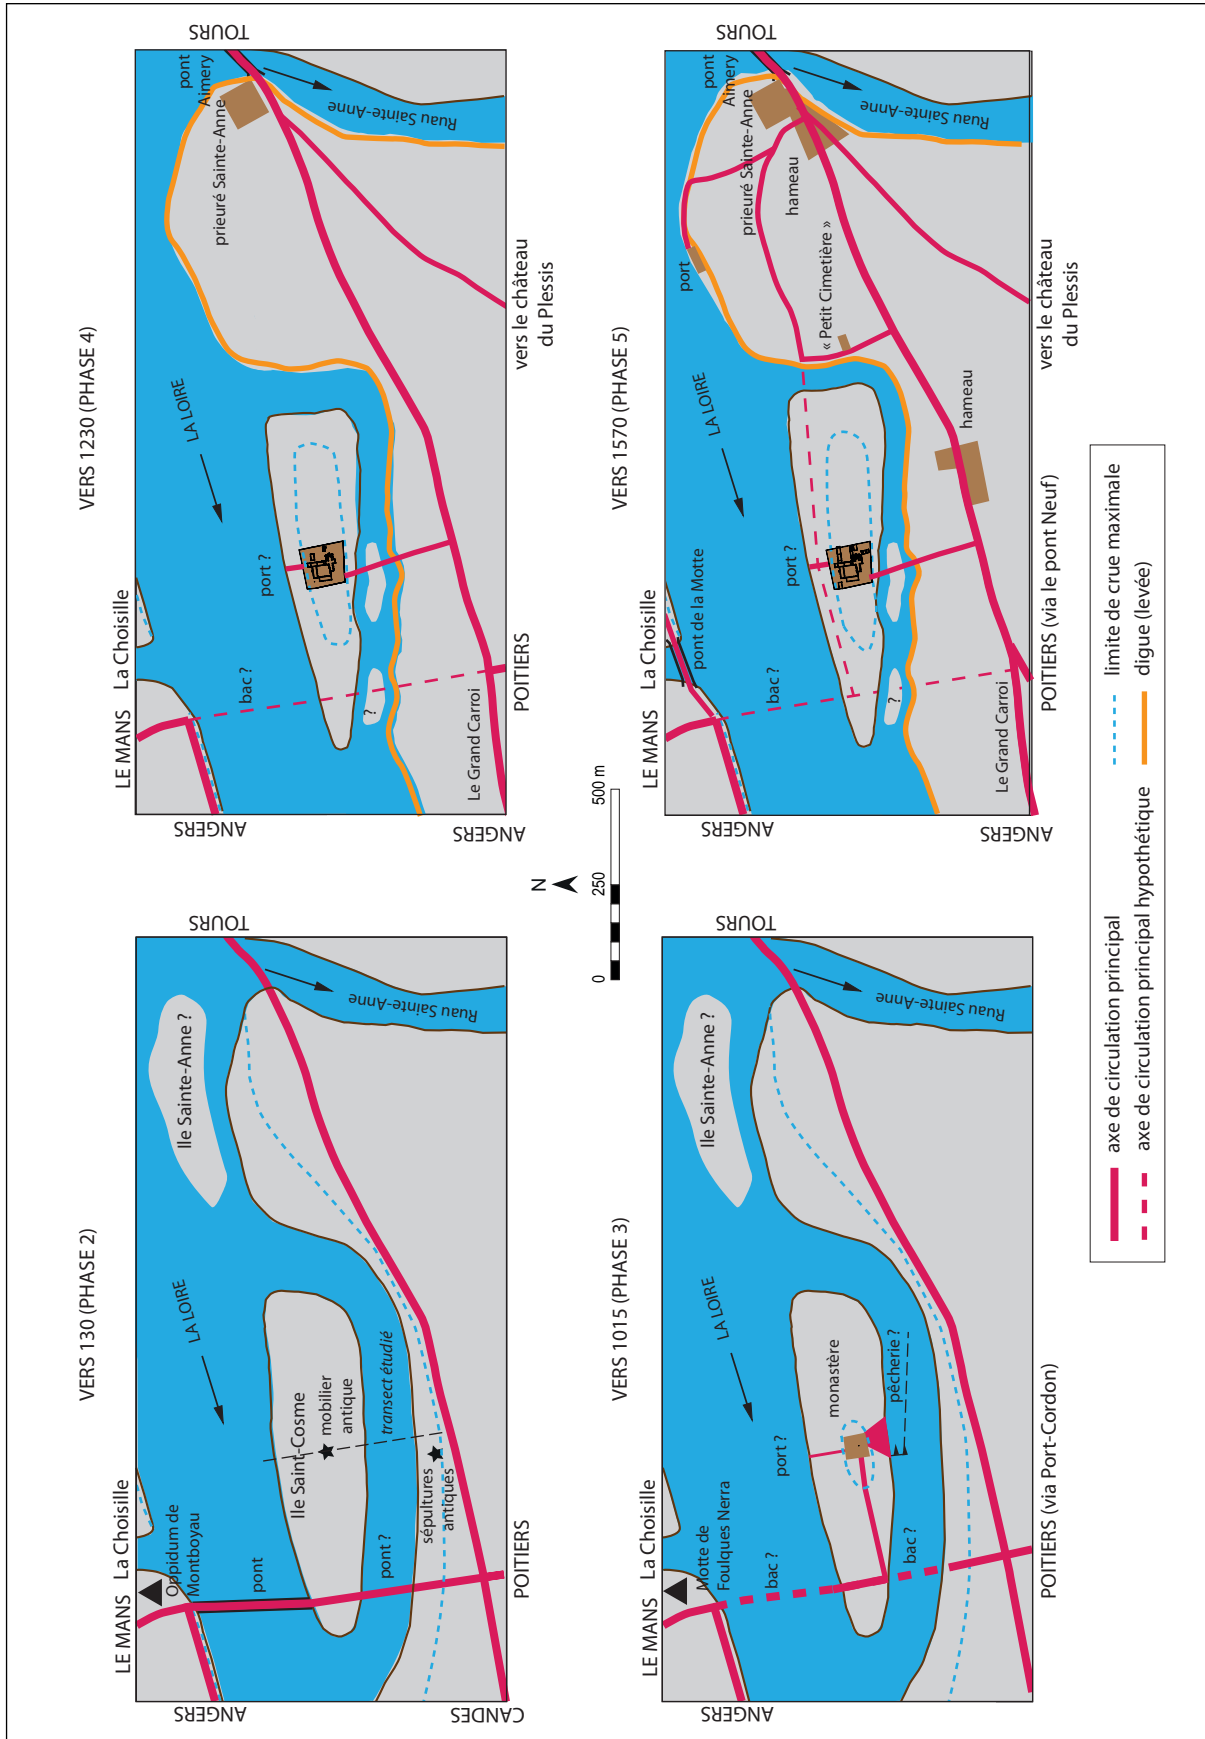 VERS 130 (PHASE 2)
LE MANS
La Choisille
Oppidum de
Montboyau
ANGERS
pont
LA LOIRE
Ile Sainte-Anne ?
TOURS
Ruau Sainte-Anne
Ile Saint-Cosme
mobilier
antique
transect étudié
pont ?
sépultures
antiques
CANDES
POITIERS
VERS 1230 (PHASE 4)
LE MANS
La Choisille
ANGERS
bac ?
port ?
LA LOIRE
pont
Aimery
prieuré Sainte-Anne
TOURS
Ruau Sainte-Anne
?
Le Grand Carroi
ANGERS
POITIERS
vers le château
du Plessis
N
0
250
500 m
VERS 1015 (PHASE 3)
LE MANS
La Choisille
Motte de
Foulques Nerra
ANGERS
bac ?
port ?
LA LOIRE
Ile Sainte-Anne ?
TOURS
Ruau Sainte-Anne
monastère
pêcherie ?
bac ?
POITIERS (via Port-Cordon)
VERS 1570 (PHASE 5)
LE MANS
La Choisille
pont de la Motte
ANGERS
bac ?
port ?
LA LOIRE
port
pont
Aimery
prieuré Sainte-Anne
hameau
TOURS
Ruau Sainte-Anne
« Petit Cimetière »
hameau
?
Le Grand Carroi
ANGERS
POITIERS (via le pont Neuf)
vers le château
du Plessis
axe de circulation principal
axe de circulation principal hypothétique
limite de crue maximale
digue (levée)